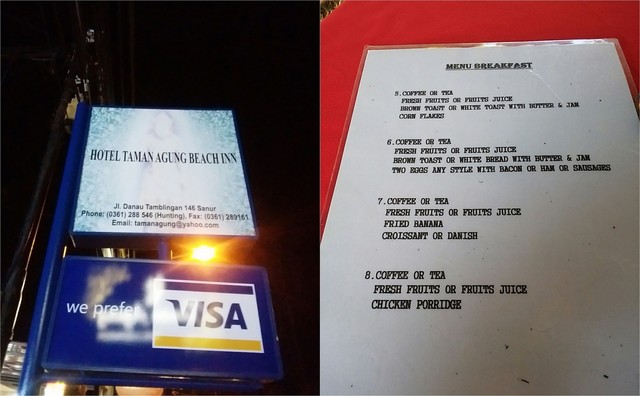 HOTEL TAMAN AGUNG BEACH INN
Jl. Danau Tamblingan 146 Sanur
Phone: (0361) 288 546 (Hunting), Fax: (0361) 289161
Email: tamanagung@yahoo.com
we prefer
VISA
MENU BREAKFAST
5.COFFEE OR TEA
FRESH FRUITS OR FRUITS JUICE
BROWN TOAST OR WHITE TOAST WITH BUTTER & JAM
CORN FLAKES
6.COFFEE OR TEA
FRESH FRUITS OR FRUITS JUICE
BROWN TOAST OR WHITE BREAD WITH BUTTER & JAM
TWO EGGS ANY STYLE WITH BACON OR HAM OR SAUSAGES
7.COFFEE OR TEA
FRESH FRUITS OR FRUITS JUICE
FRIED BANANA
CROISSANT OR DANISH
8.COFFEE OR TEA
FRESH FRUITS OR FRUITS JUICE
CHICKEN PORRIDGE